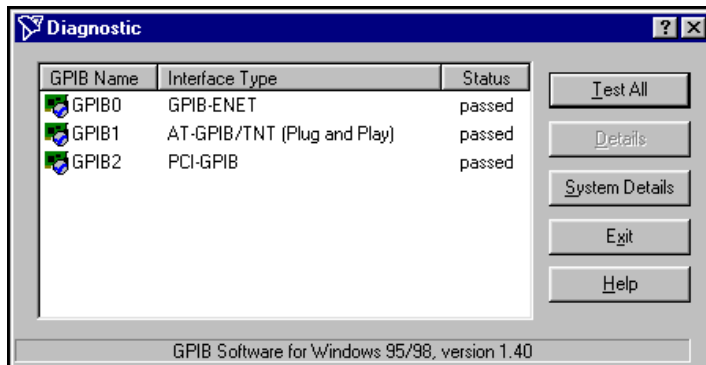 Diagnostic
GPIB Name Interface Type Status
GPIB0 GPIB-ENET passed
GPIB1 AT-GPIB/TNT (Plug and Play) passed
GPIB2 PCI-GPIB passed
Test All
Details
System Details
Exit
Help
GPIB Software for Windows 95/98, version 1.40